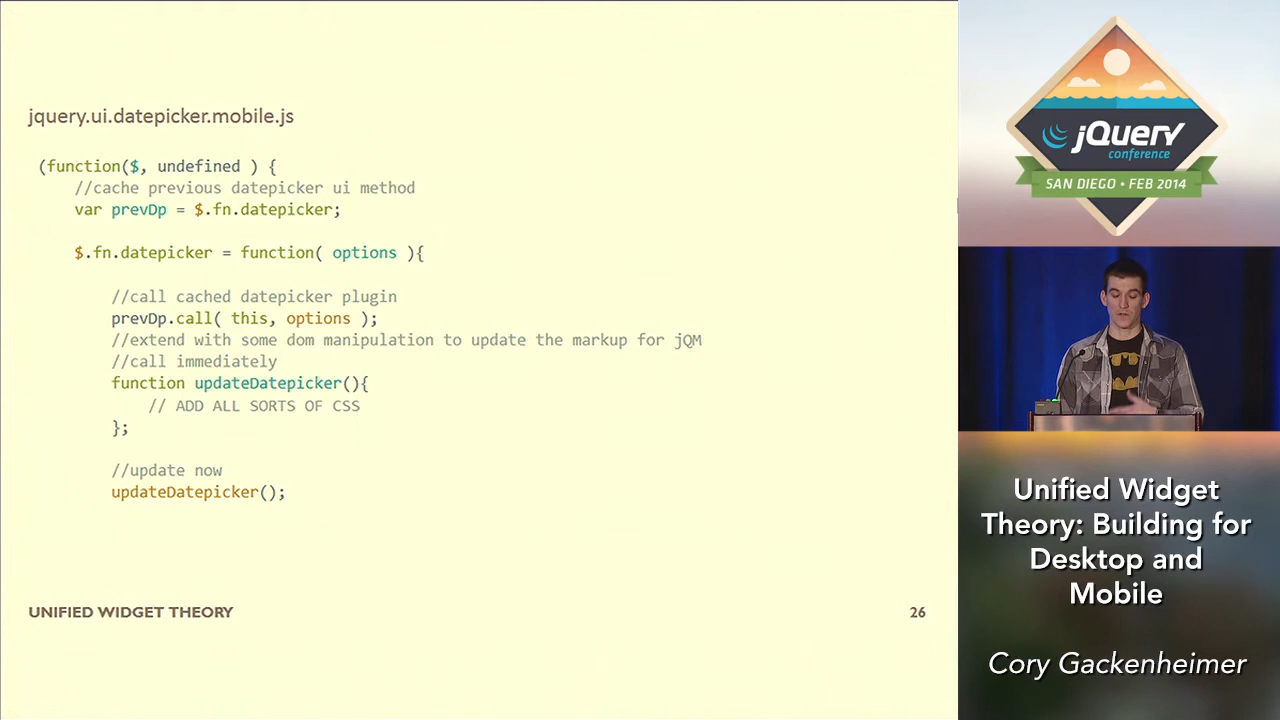 jquery.ui.datepicker.mobile.js
(function($, undefined ) {
//cache previous datepicker ui method
var prevDp = $.fn.datepicker;
$.fn.datepicker = function( options ){
//call cached datepicker plugin
prevDp.call( this, options );
//extend with some dom manipulation to update the markup for jQM
//call immediately
function updateDatepicker(){
// ADD ALL SORTS OF CSS
};
//update now
updateDatepicker();
UNIFIED WIDGET THEORY
26
jQuery
conference
SAN DIEGO • FEB 2014
Unified Widget
Theory: Building for
Desktop and
Mobile
Cory Gackenheimer